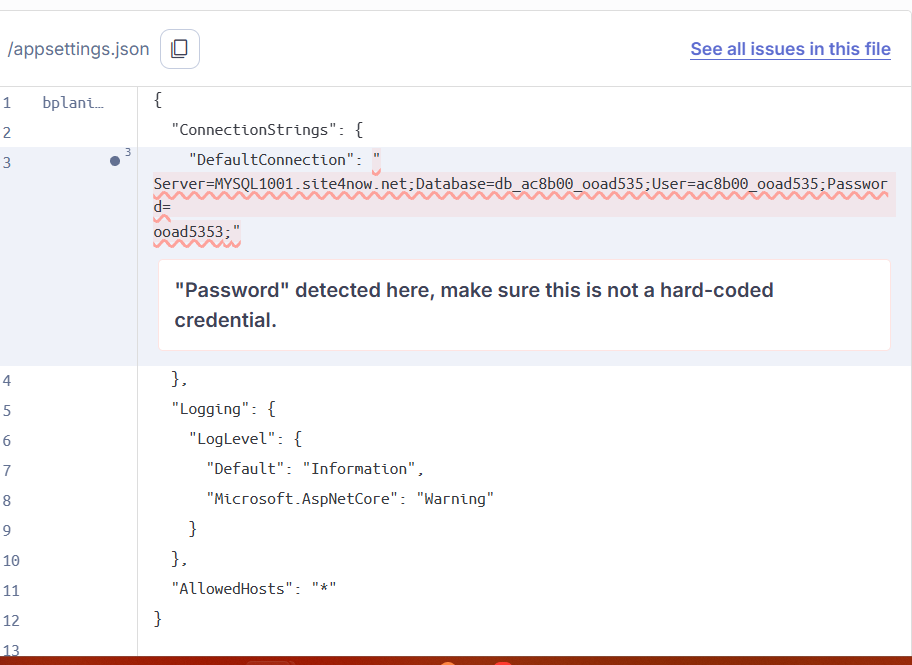 /appsettings.json
See all issues in this file
1 bplani… {
2 "ConnectionStrings": {
3 3 "DefaultConnection": "
Server=MYSQL1001.site4now.net;Database=db_ac8b00_ooad535;User=ac8b00_ooad535;Passwor
d=
ooad5353;"
"Password" detected here, make sure this is not a hard-coded
credential.
4 },
5 "Logging": {
6 "LogLevel": {
7 "Default": "Information",
8 "Microsoft.AspNetCore": "Warning"
9 }
10 },
11 "AllowedHosts": "*"
12 }
13